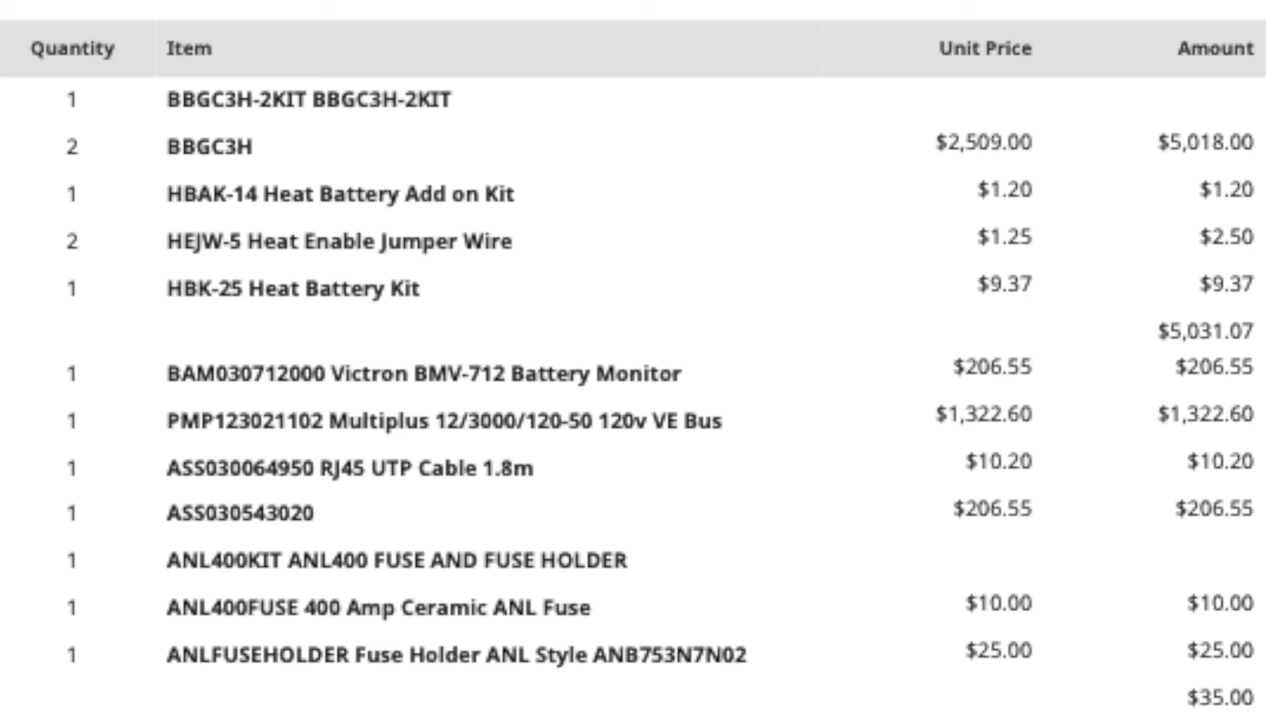 Quantity Item Unit Price Amount
1 BBGC3H-2KIT BBGC3H-2KIT
2 BBGC3H $2,509.00 $5,018.00
1 HBAK-14 Heat Battery Add on Kit $1.20 $1.20
2 HEJW-5 Heat Enable Jumper Wire $1.25 $2.50
1 HBK-25 Heat Battery Kit $9.37 $9.37
$5,031.07
1 BAM030712000 Victron BMV-712 Battery Monitor $206.55 $206.55
1 PMP123021102 Multiplus 12/3000/120-50 120v VE Bus $1,322.60 $1,322.60
1 ASS030064950 RJ45 UTP Cable 1.8m $10.20 $10.20
1 ASS030543020 $206.55 $206.55
1 ANL400KIT ANL400 FUSE AND FUSE HOLDER
1 ANL400FUSE 400 Amp Ceramic ANL Fuse $10.00 $10.00
1 ANLFUSEHOLDER Fuse Holder ANL Style ANB753N7N02 $25.00 $25.00
$35.00